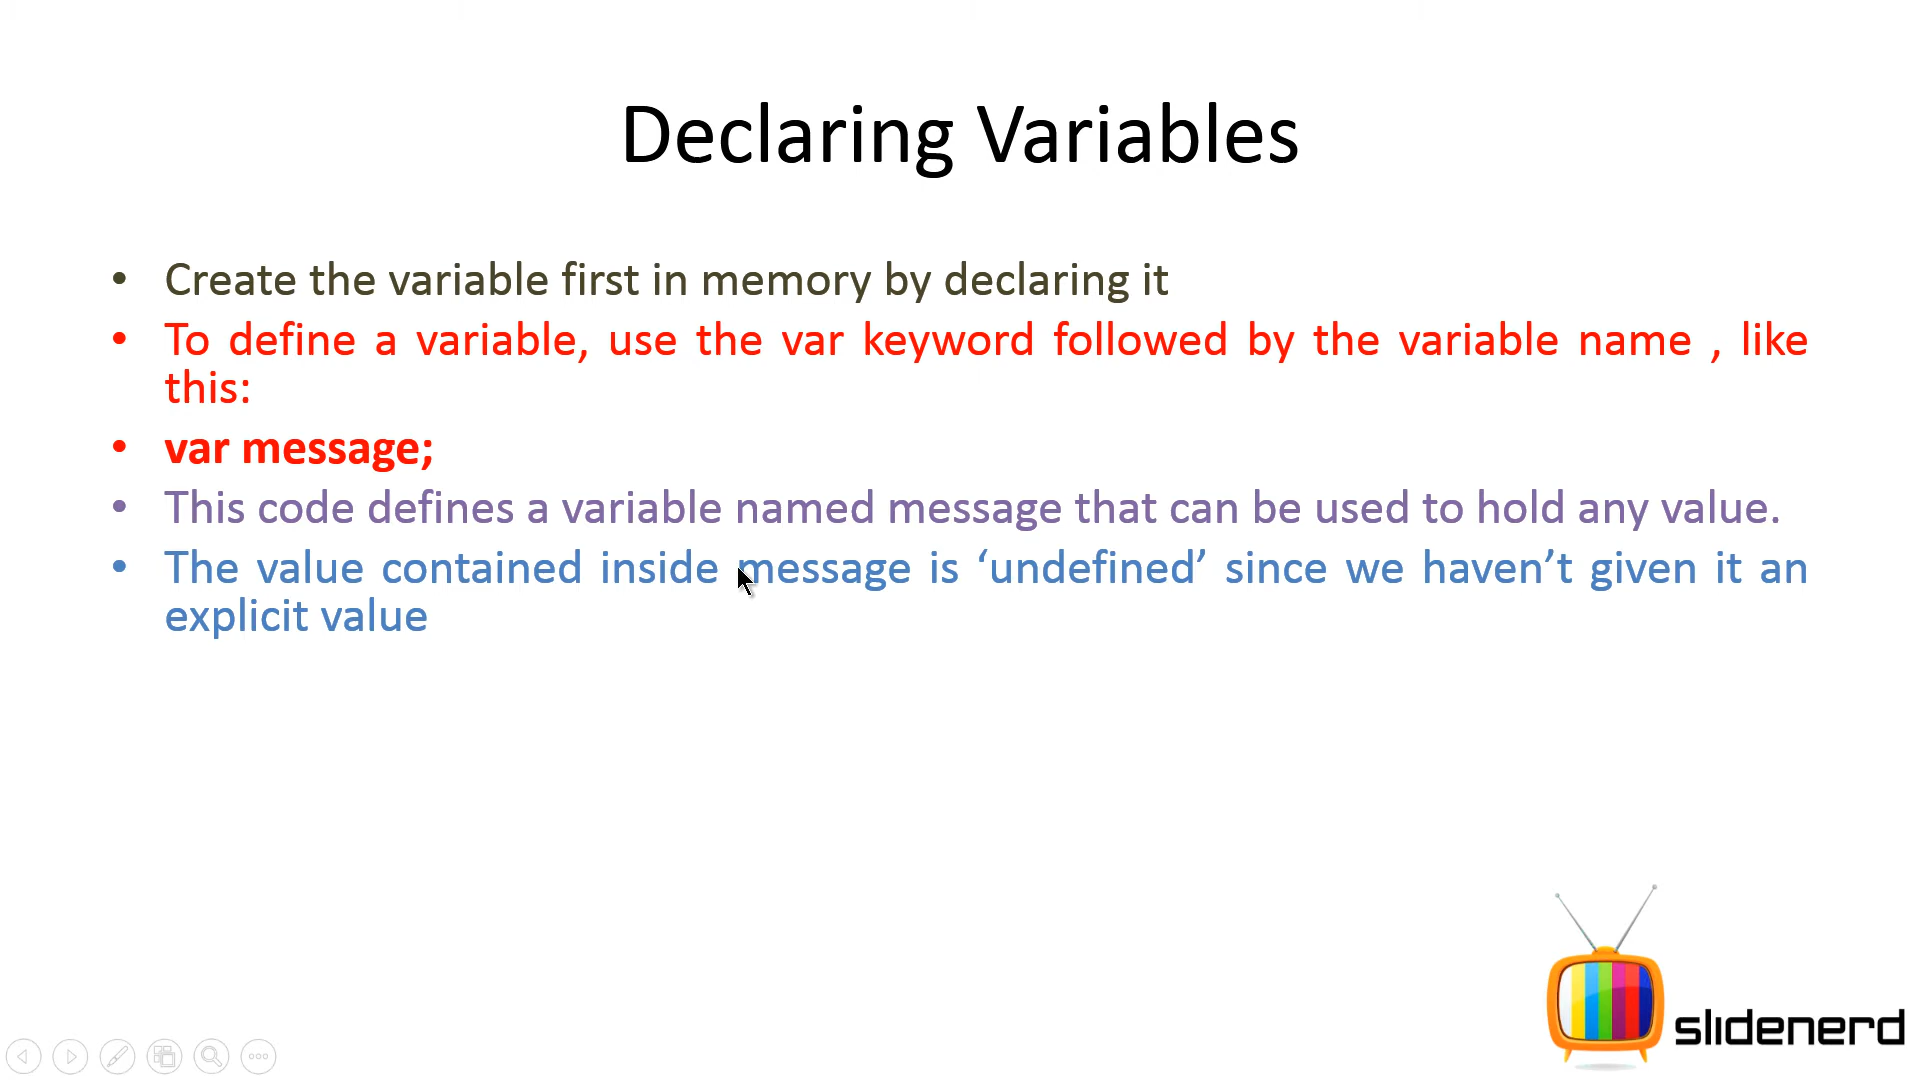 Declaring Variables
• Create the variable first in memory by declaring it
• To define a variable, use the var keyword followed by the variable name , like
this:
• var message;
• This code defines a variable named message that can be used to hold any value.
• The value contained inside message is ‘undefined’ since we haven’t given it an
explicit value
slidenerd